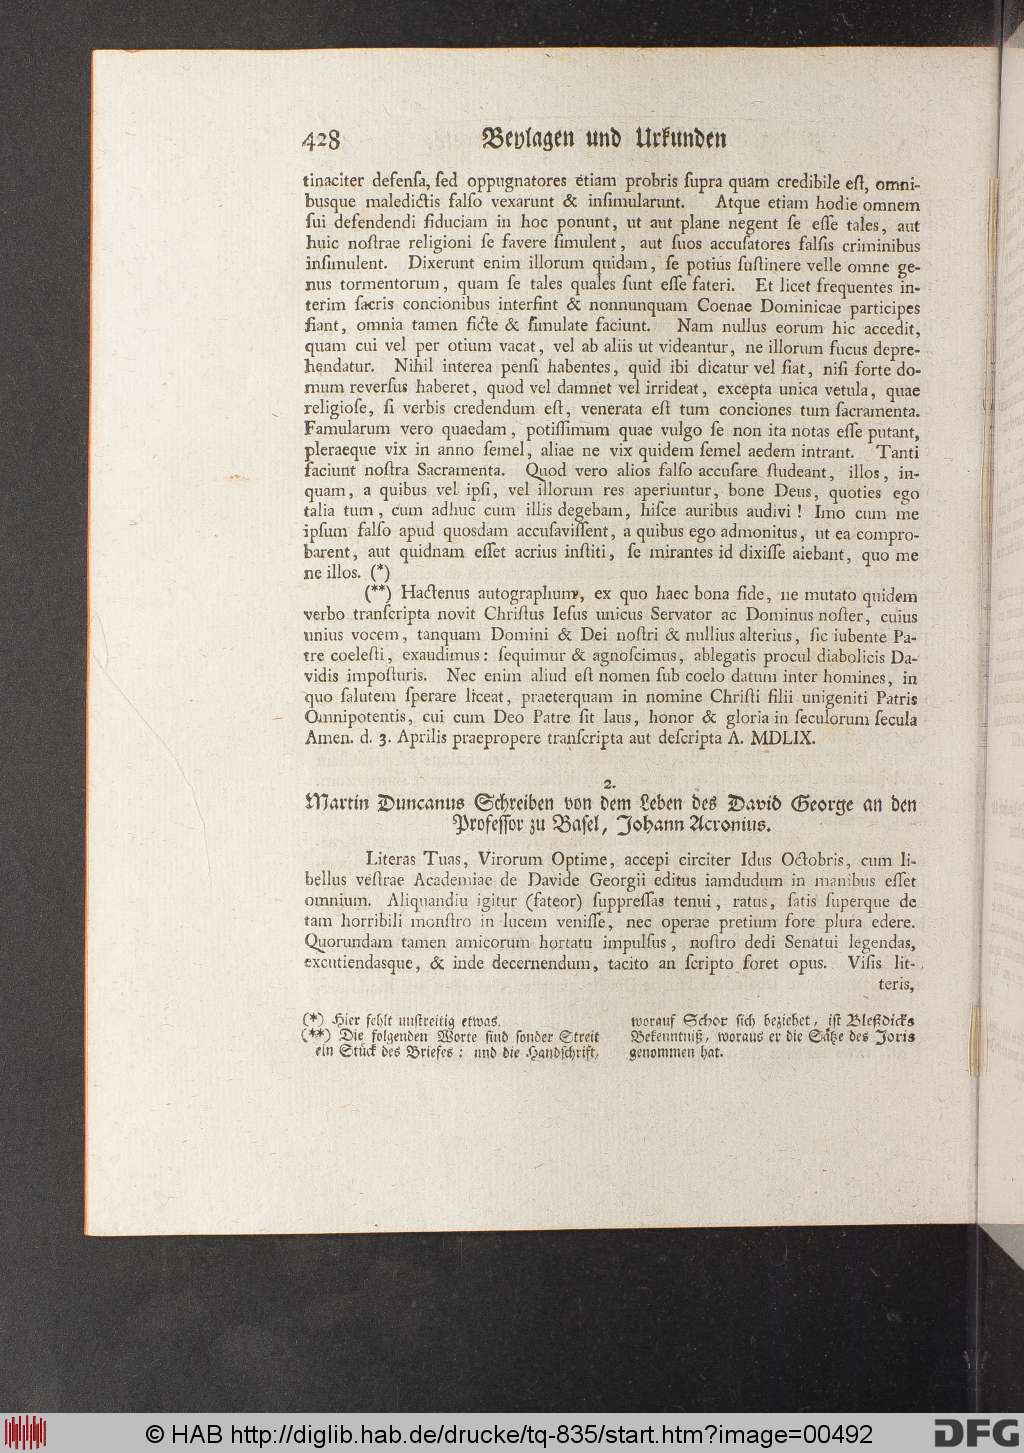 428 Beylagen und Urkunden
tinaciter defenſa, ſed oppugnatores etiam probris ſupra quam credibile eſt, omni-
busque maledictis falſo vexarunt & inſimularunt. Atque etiam hodie omnem
ſui defendendi fiduciam in hoc ponunt, ut aut plane negent ſe eſſe tales, aut
huic noſtrae religioni ſe favere ſimulent, aut ſuos accuſatores falſis criminibus
inſimulent. Dixerunt enim illorum quidam, ſe potius ſuſtinere velle omne ge-
nus tormentorum, quam ſe tales quales ſunt eſſe fateri. Et licet frequentes in-
terim ſacris concionibus interſint & nonnunquam Coenae Dominicae participes
fiant, omnia tamen ficte & ſimulate faciunt. Nam nullus eorum hic accedit,
quam cui vel per otium vacat, vel ab aliis ut videantur, ne illorum fucus depre-
hendatur. Nihil interea penſi habentes, quid ibi dicatur vel fiat, niſi forte do-
mum reverſus haberet, quod vel damnet vel irrideat, excepta unica vetula, quae
religioſe, ſi verbis credendum eſt, venerata eſt tum conciones tum ſacramenta.
Famularum vero quaedam, potiſſimum quae vulgo ſe non ita notas eſſe putant,
pleraeque vix in anno ſemel, aliae ne vix quidem ſemel aedem intrant. Tanti
faciunt noſtra Sacramenta. Quod vero alios falſo accuſare ſtudeant, illos, in-
quam, a quibus vel ipſi, vel illorum res aperiuntur, bone Deus, quoties ego
talia tum, cum adhuc cum illis degebam, hiſce auribus audivi! Imo cum me
ipſum falſo apud quosdam accuſaviſſent, a quibus ego admonitus, ut ea compro-
barent, aut quidnam eſſet acrius inſtiti, ſe mirantes id dixiſſe aiebant, quo me
ne illos. (*)
(**) Hactenus autographum, ex quo haec bona fide, ne mutato quidem
verbo tranſcripta novit Chriſtus Ieſus unicus Servator ac Dominus noſter, cuius
unius vocem, tanquam Domini & Dei noſtri & nullius alterius, ſic iubente Pa-
tre coeleſti, exaudimus: ſequimur & agnoſcimus, ablegatis procul diabolicis Da-
vidis impoſturis. Nec enim aliud eſt nomen ſub coelo datum inter homines, in
quo ſalutem ſperare liceat, praeterquam in nomine Chriſti filii unigeniti Patris
Omnipotentis, cui cum Deo Patre ſit laus, honor & gloria in ſeculorum ſecula
Amen. d. 3. Aprilis praepropere tranſcripta aut deſcripta A. MDLIX.
2.
Martin Duncanus Schreiben von dem Leben des David George an den
Profeſſor zu Baſel, Johann Acronius.
Literas Tuas, Virorum Optime, accepi circiter Idus Octobris, cum li-
bellus veſtrae Academiae de Davide Georgii editus iamdudum in manibus eſſet
omnium. Aliquandiu igitur (fateor) ſuppreſſas tenui, ratus, ſatis ſuperque de
tam horribili monſtro in lucem veniſſe, nec operae pretium fore plura edere.
Quorundam tamen amicorum hortatu impulſus, noſtro dedi Senatui legendas,
excutiendasque, & inde decernendum, tacito an ſcripto foret opus. Viſis lit-
teris,
(*) Hier fehlt unſtreitig etwas.
(**) Die folgenden Worte ſind ſonder Streit
ein Stück des Briefes: und die Handſchrift,
worauf Schor ſich beziehet, iſt Bleßdicks
Bekenntniß, woraus er die Sätze des Joris
genommen hat.
© HAB http://diglib.hab.de/drucke/tq-835/start.htm?image=00492
DFG